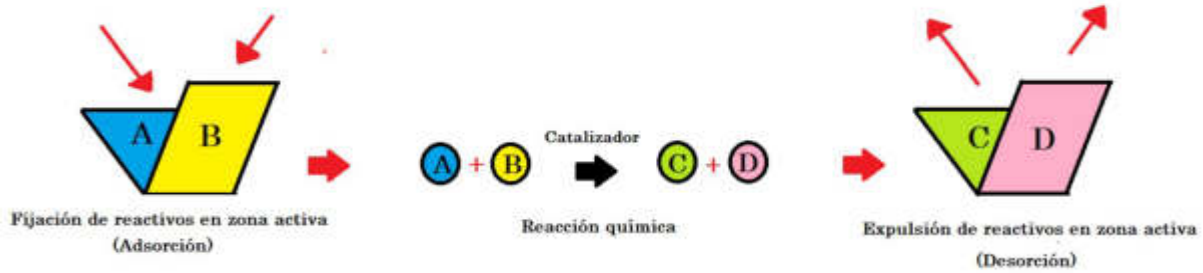 A B
Fijación de reactivos en zona activa
(Adsorción)
Catalizador
A + B C + D
Reacción química
C D
Expulsión de reactivos en zona activa
(Desorción)